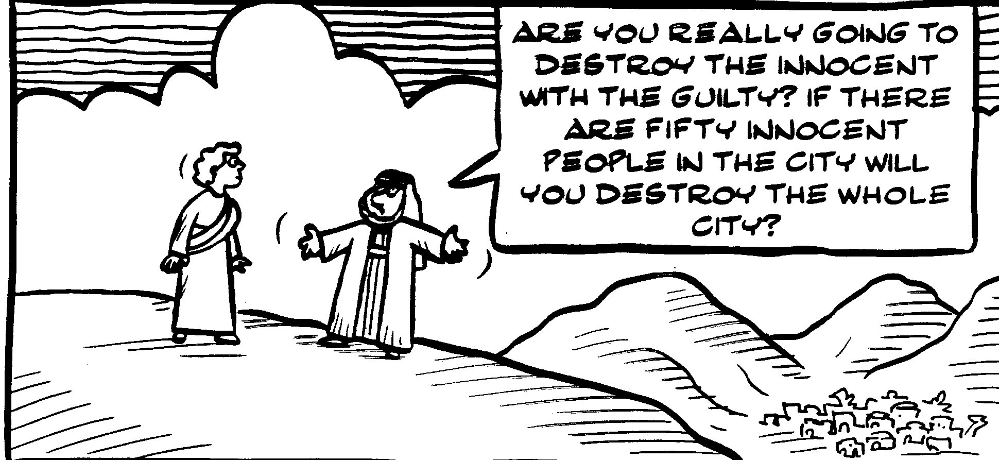 ARE YOU REALLY GOING TO
DESTROY THE INNOCENT
WITH THE GUILTY? IF THERE
ARE FIFTY INNOCENT
PEOPLE IN THE CITY WILL
YOU DESTROY THE WHOLE
CITY?